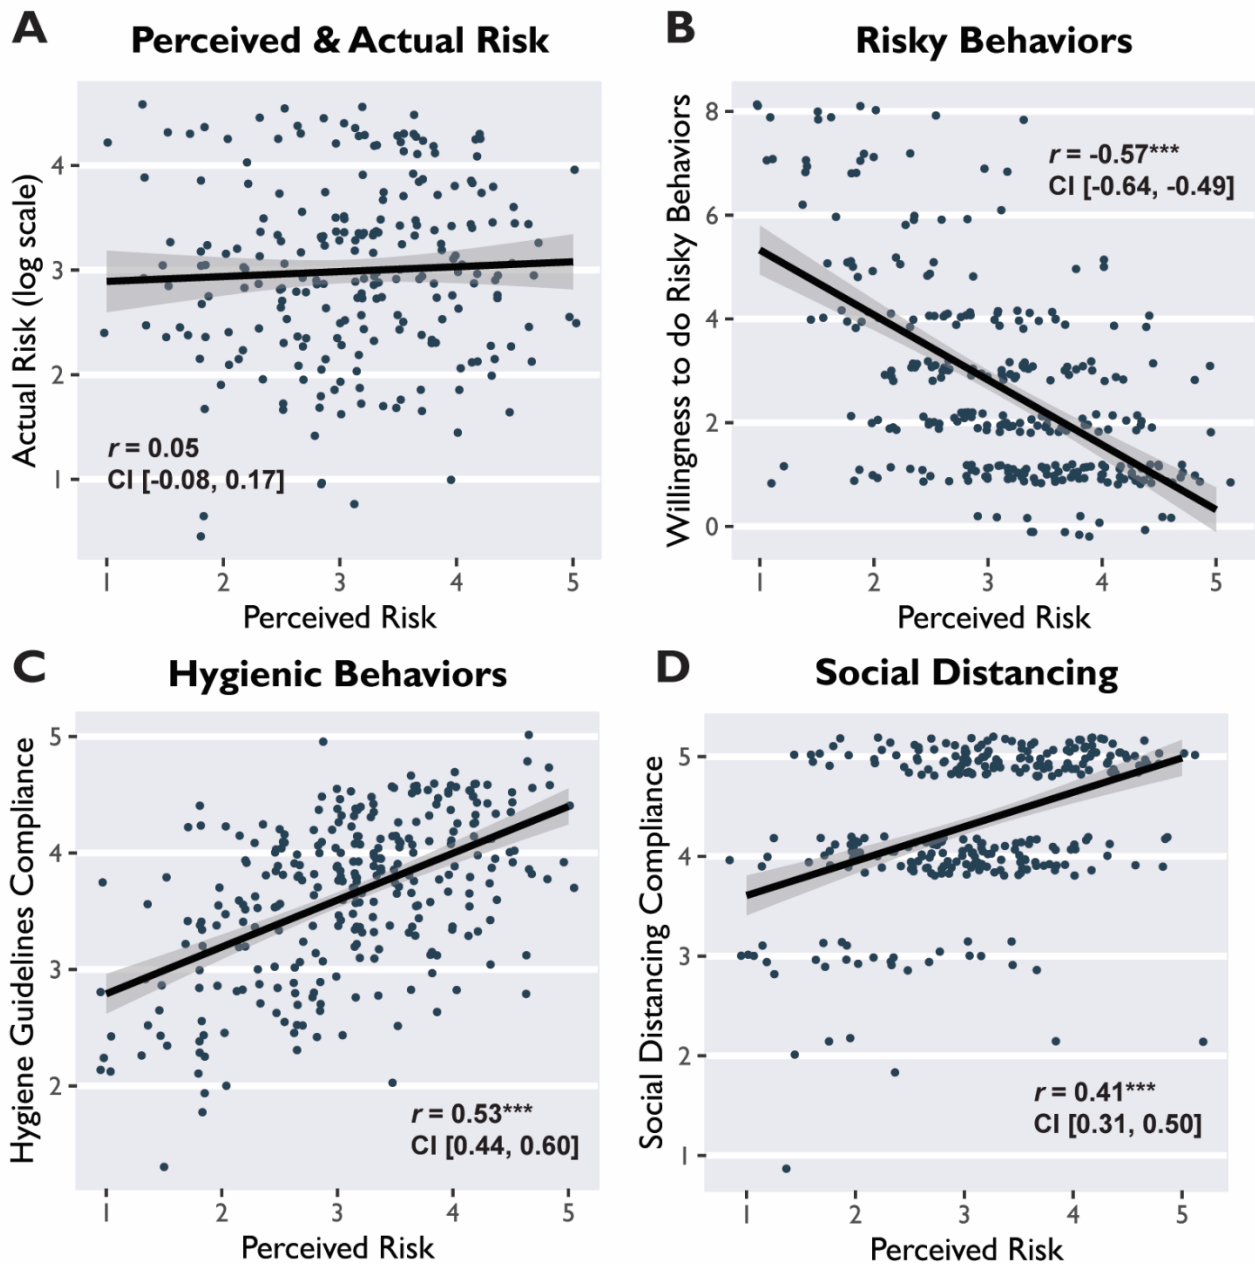 A
Perceived & Actual Risk
Actual Risk (log scale)
4
3
2
1
r = 0.05
CI [-0.08, 0.17]
1 2 3 4 5
Perceived Risk
B
Risky Behaviors
Willingness to do Risky Behaviors
8
6
4
2
0
r = -0.57***
CI [-0.64, -0.49]
1 2 3 4 5
Perceived Risk
C
Hygienic Behaviors
Hygiene Guidelines Compliance
5
4
3
2
r = 0.53***
CI [0.44, 0.60]
1 2 3 4 5
Perceived Risk
D
Social Distancing
Social Distancing Compliance
5
4
3
2
1
r = 0.41***
CI [0.31, 0.50]
1 2 3 4 5
Perceived Risk